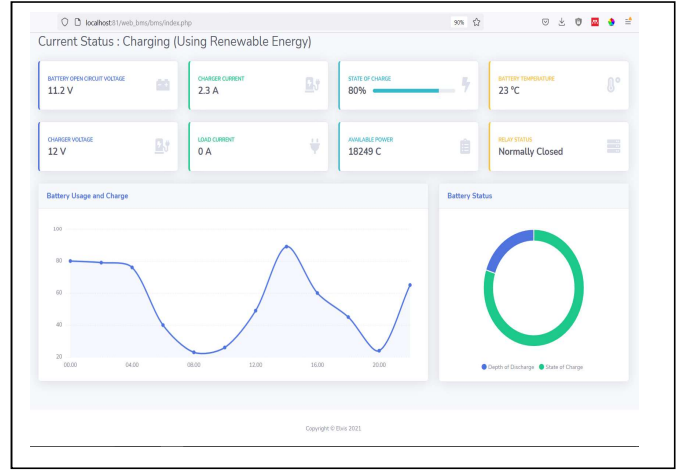 localhost:81/web_bms/bms/index.php
90%
Current Status : Charging (Using Renewable Energy)
BATTERY OPEN CIRCUIT VOLTAGE
11.2 V
CHARGER CURRENT
2.3 A
STATE OF CHARGE
80%
BATTERY TEMPERATURE
23 °C
CHARGER VOLTAGE
12 V
LOAD CURRENT
0 A
AVAILABLE POWER
18249 C
RELAY STATUS
Normally Closed
Battery Usage and Charge
100
80
60
40
20
00.00 04.00 08.00 12.00 16.00 20.00
Battery Status
Depth of Discharge State of Charge
Copyright © Elvis 2021